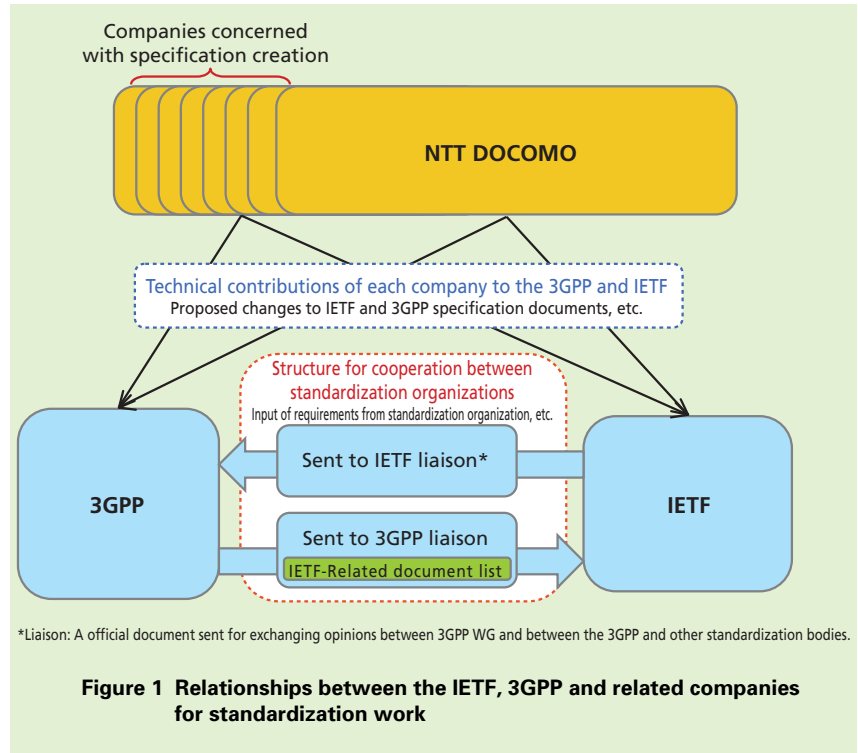 Companies concerned
with specification creation
NTT DOCOMO
Technical contributions of each company to the 3GPP and IETF
Proposed changes to IETF and 3GPP specification documents, etc.
Structure for cooperation between
standardization organizations
Input of requirements from standardization organization, etc.
Sent to IETF liaison*
3GPP
IETF
Sent to 3GPP liaison
IETF-Related document list
*Liaison: A official document sent for exchanging opinions between 3GPP WG and between the 3GPP and other standardization bodies.
Figure 1 Relationships between the IETF, 3GPP and related companies
for standardization work